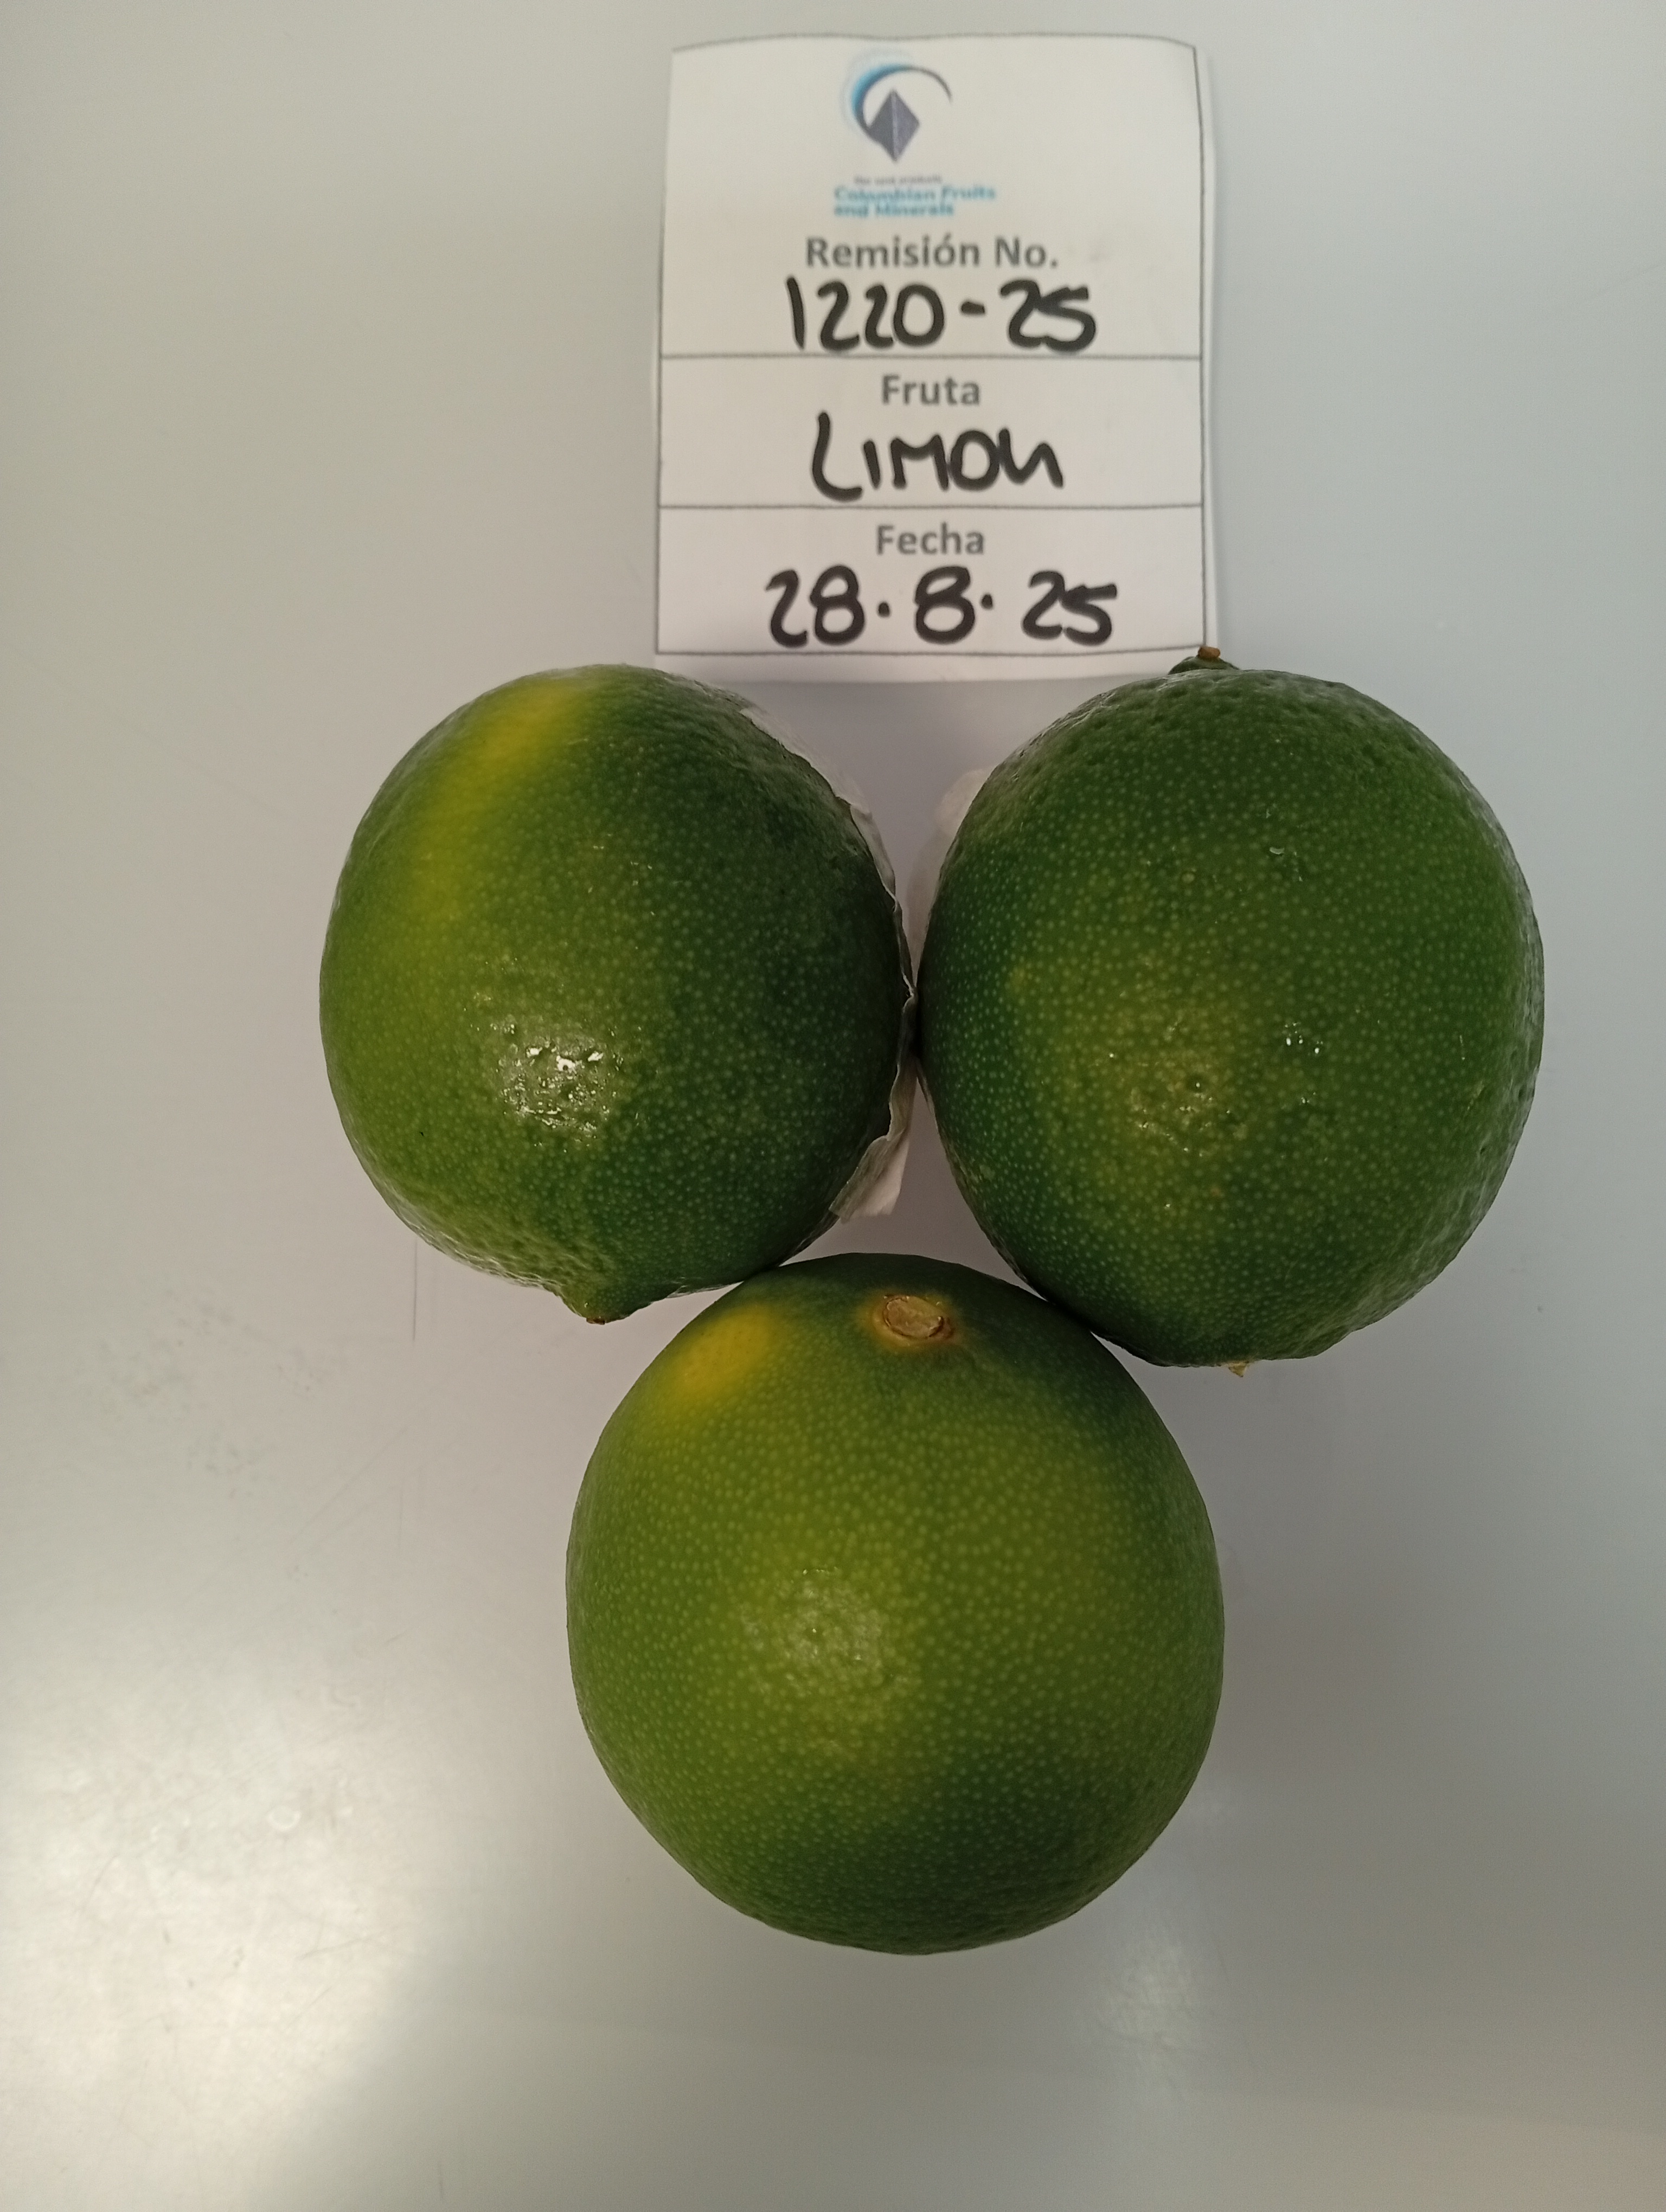 Colombian Fruits
and Minerals
Remisión No.
1220-25
Fruta
LIMON
Fecha
28.8.25